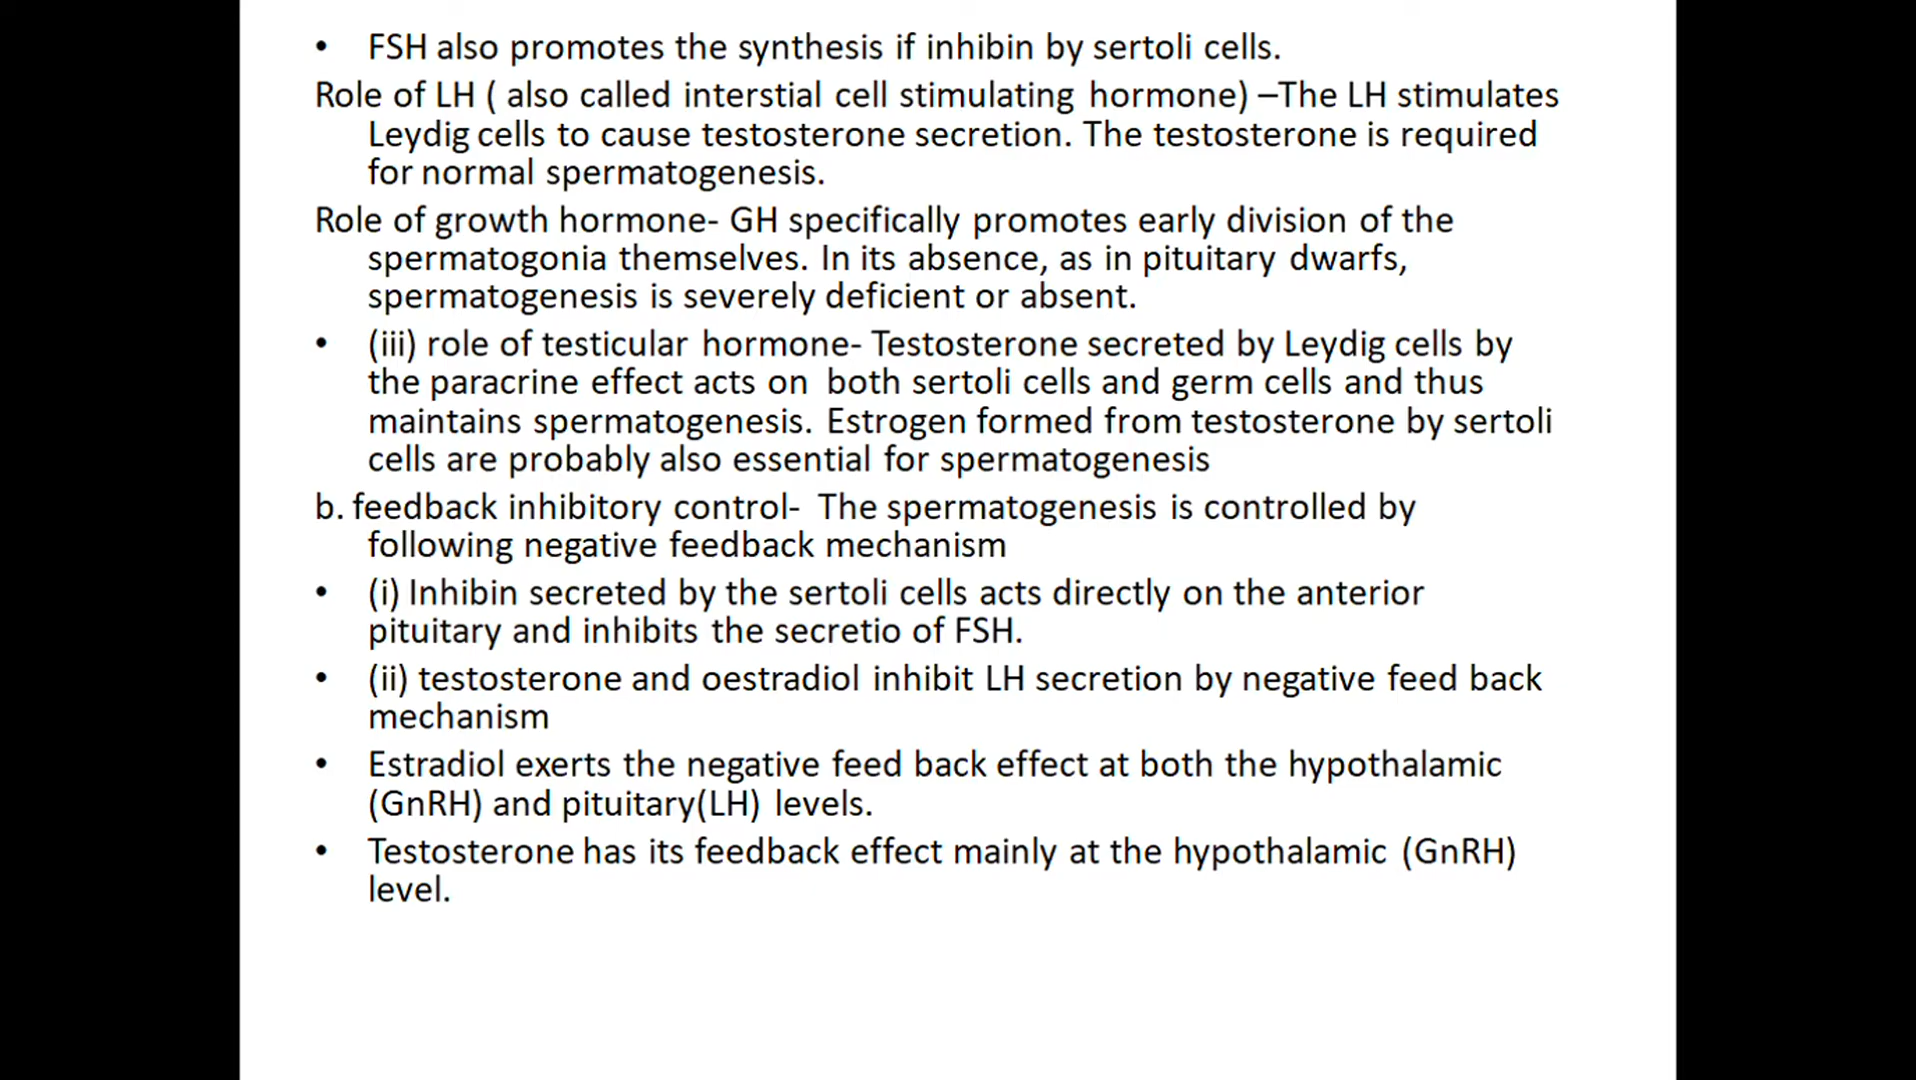 • FSH also promotes the synthesis if inhibin by sertoli cells.
Role of LH ( also called interstial cell stimulating hormone) –The LH stimulates
Leydig cells to cause testosterone secretion. The testosterone is required
for normal spermatogenesis.
Role of growth hormone- GH specifically promotes early division of the
spermatogonia themselves. In its absence, as in pituitary dwarfs,
spermatogenesis is severely deficient or absent.
• (iii) role of testicular hormone- Testosterone secreted by Leydig cells by
the paracrine effect acts on both sertoli cells and germ cells and thus
maintains spermatogenesis. Estrogen formed from testosterone by sertoli
cells are probably also essential for spermatogenesis
b. feedback inhibitory control- The spermatogenesis is controlled by
following negative feedback mechanism
• (i) Inhibin secreted by the sertoli cells acts directly on the anterior
pituitary and inhibits the secretio of FSH.
• (ii) testosterone and oestradiol inhibit LH secretion by negative feed back
mechanism
• Estradiol exerts the negative feed back effect at both the hypothalamic
(GnRH) and pituitary(LH) levels.
• Testosterone has its feedback effect mainly at the hypothalamic (GnRH)
level.